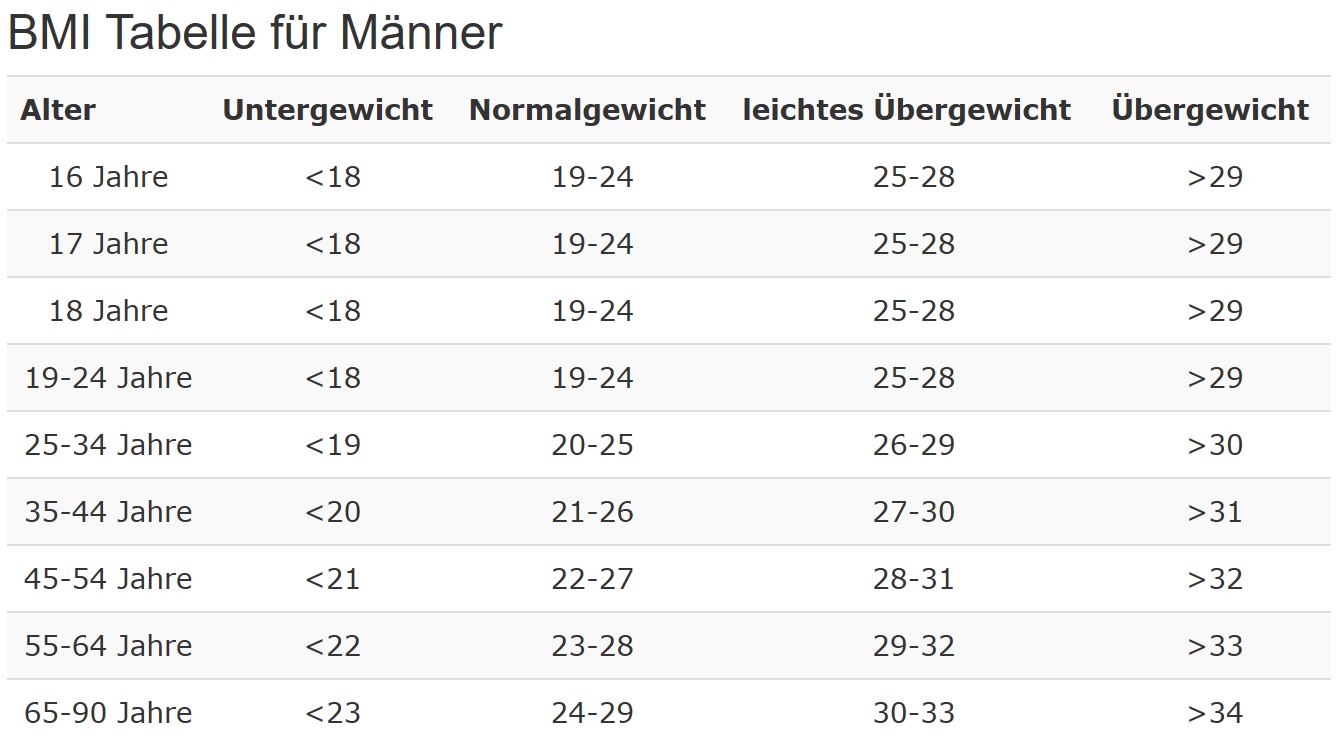 BMI Tabelle für Männer
Alter Untergewicht Normalgewicht leichtes Übergewicht Übergewicht
16 Jahre <18 19-24 25-28 >29
17 Jahre <18 19-24 25-28 >29
18 Jahre <18 19-24 25-28 >29
19-24 Jahre <18 19-24 25-28 >29
25-34 Jahre <19 20-25 26-29 >30
35-44 Jahre <20 21-26 27-30 >31
45-54 Jahre <21 22-27 28-31 >32
55-64 Jahre <22 23-28 29-32 >33
65-90 Jahre <23 24-29 30-33 >34